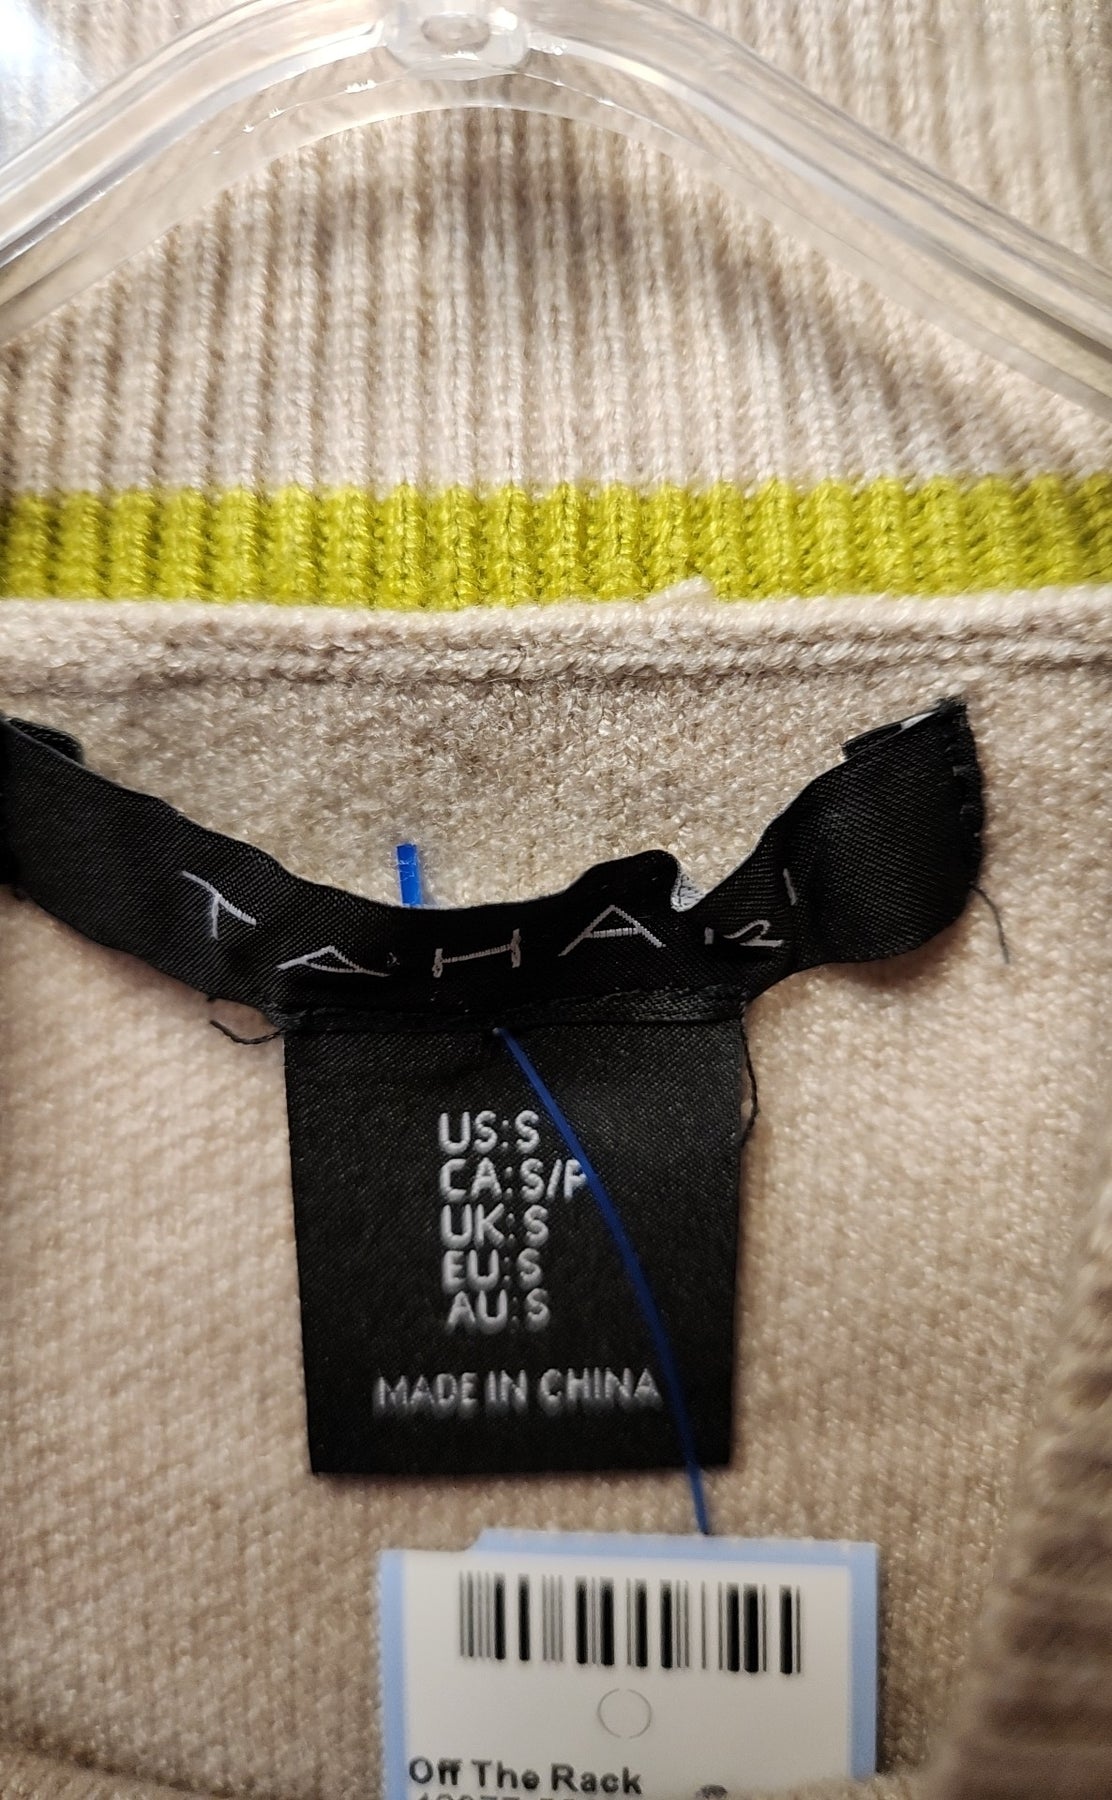 TAHARI
US:S
CA:S/P
UK:S
EU:S
AU:S
MADE IN CHINA
Off The Rack